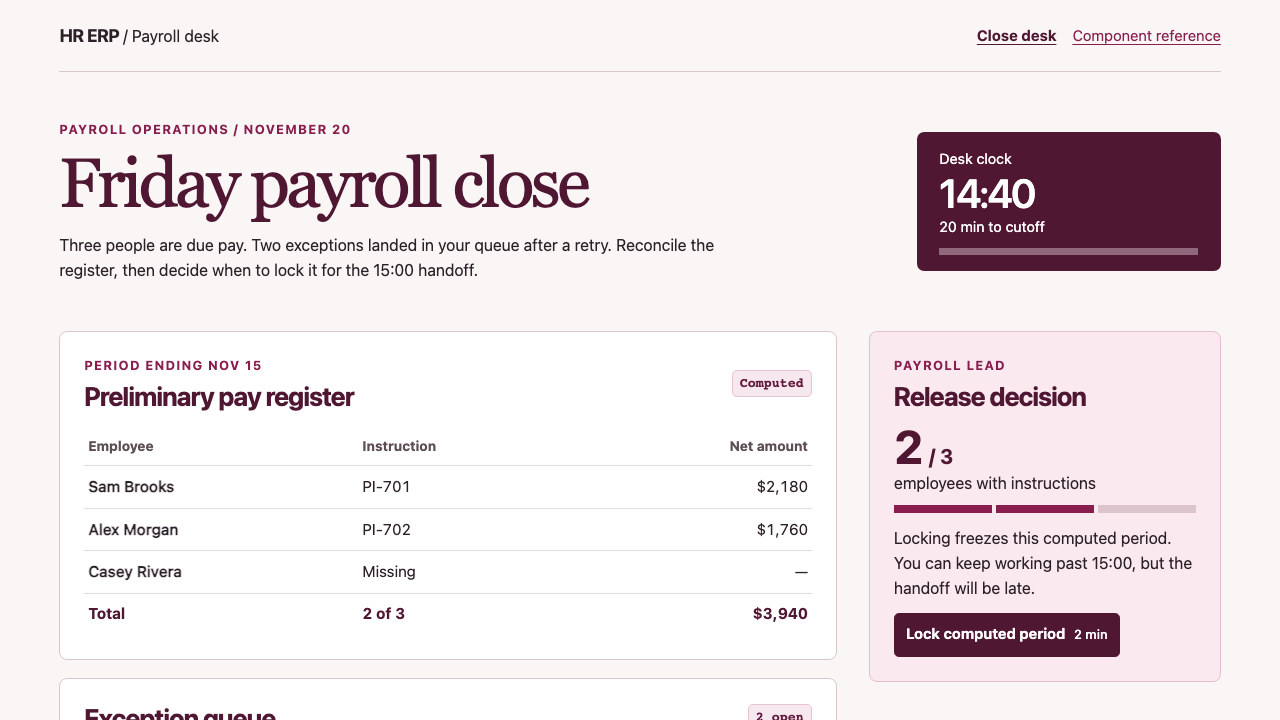 HR ERP / Payroll desk
Close desk
Component reference
PAYROLL OPERATIONS / NOVEMBER 20
Friday payroll close
Three people are due pay. Two exceptions landed in your queue after a retry. Reconcile the
register, then decide when to lock it for the 15:00 handoff.
Desk clock
14:40
20 min to cutoff
PERIOD ENDING NOV 15
Preliminary pay register
Computed
Employee Instruction Net amount
Sam Brooks PI-701 $2,180
Alex Morgan PI-702 $1,760
Casey Rivera Missing —
Total 2 of 3 $3,940
PAYROLL LEAD
Release decision
2 / 3
employees with instructions
Locking freezes this computed period.
You can keep working past 15:00, but the
handoff will be late.
Lock computed period 2 min
Exception queue
2 open